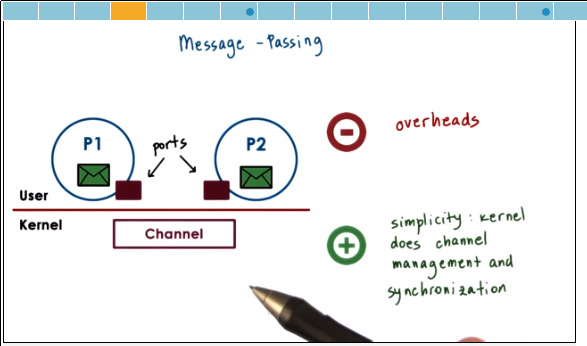 Message - Passing
P1
ports
P2
overheads
User
Kernel
Channel
simplicity : kernel
does channel
management and
synchronization